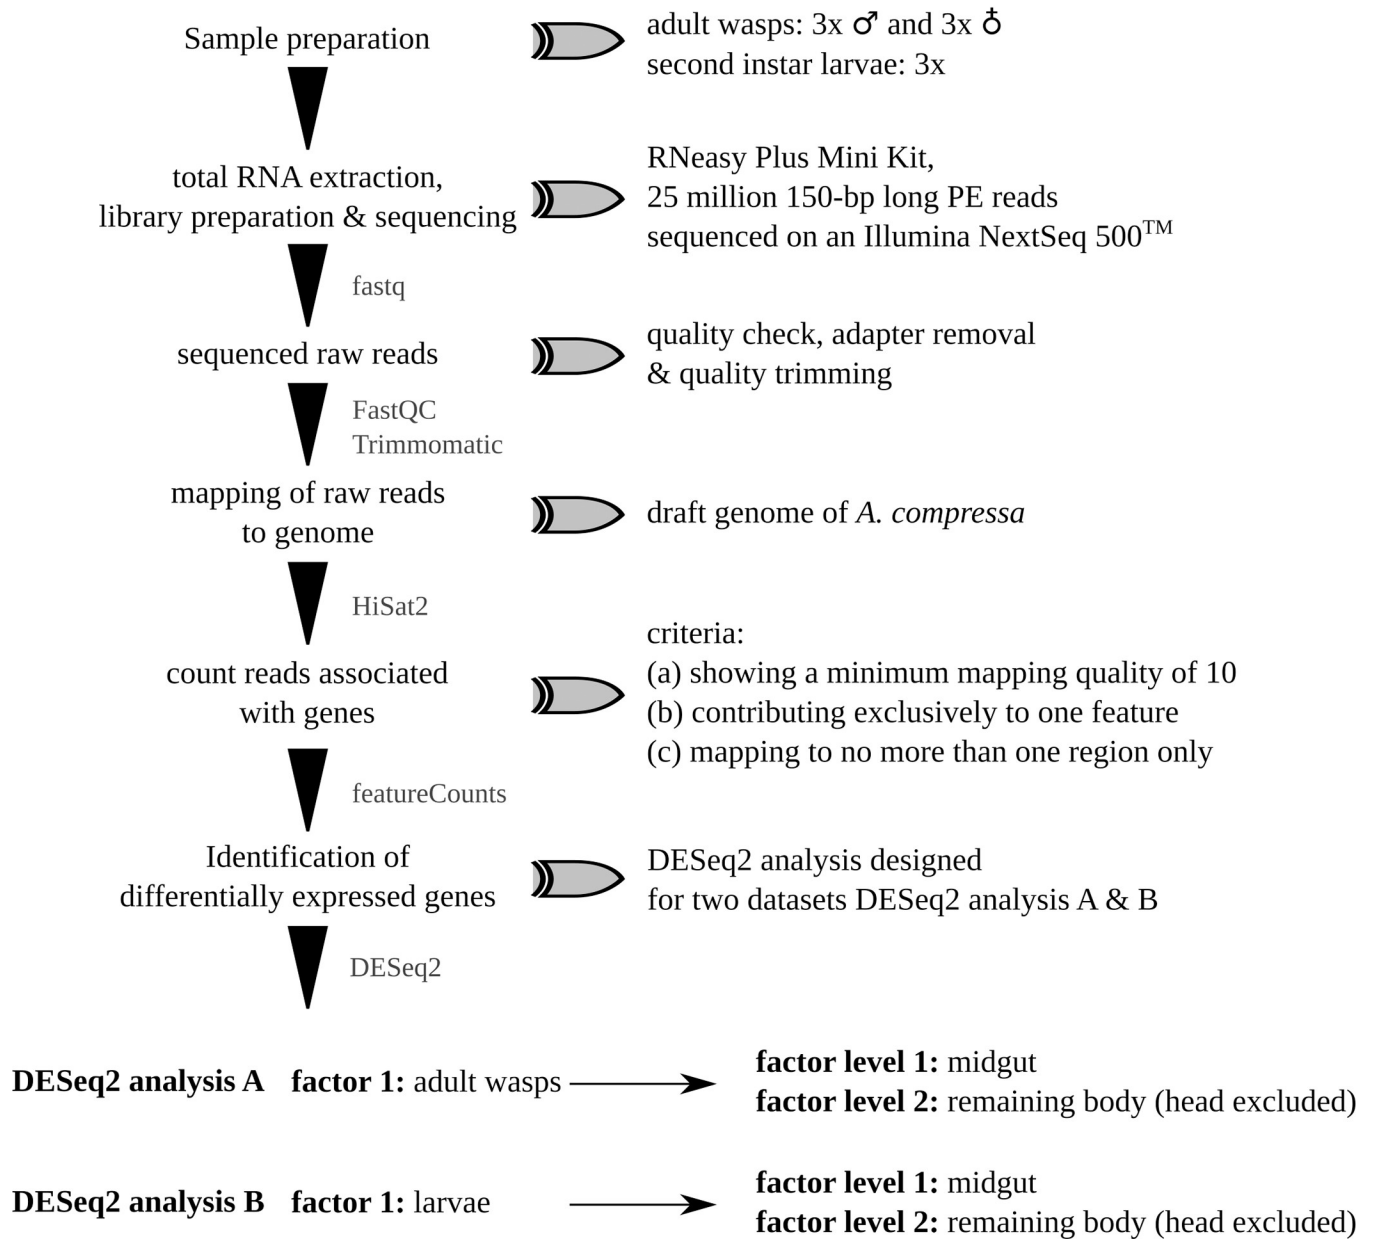 Sample preparation
adult wasps: 3x ♂ and 3x ♁
second instar larvae: 3x
total RNA extraction,
library preparation & sequencing
RNeasy Plus Mini Kit,
25 million 150-bp long PE reads
sequenced on an Illumina NextSeq 500TM
fastq
sequenced raw reads
quality check, adapter removal
& quality trimming
FastQC
Trimmomatic
mapping of raw reads
to genome
draft genome of A. compressa
HiSat2
count reads associated
with genes
criteria:
(a) showing a minimum mapping quality of 10
(b) contributing exclusively to one feature
(c) mapping to no more than one region only
featureCounts
Identification of
differentially expressed genes
DESeq2 analysis designed
for two datasets DESeq2 analysis A & B
DESeq2
DESeq2 analysis A factor 1: adult wasps
factor level 1: midgut
factor level 2: remaining body (head excluded)
DESeq2 analysis B factor 1: larvae
factor level 1: midgut
factor level 2: remaining body (head excluded)